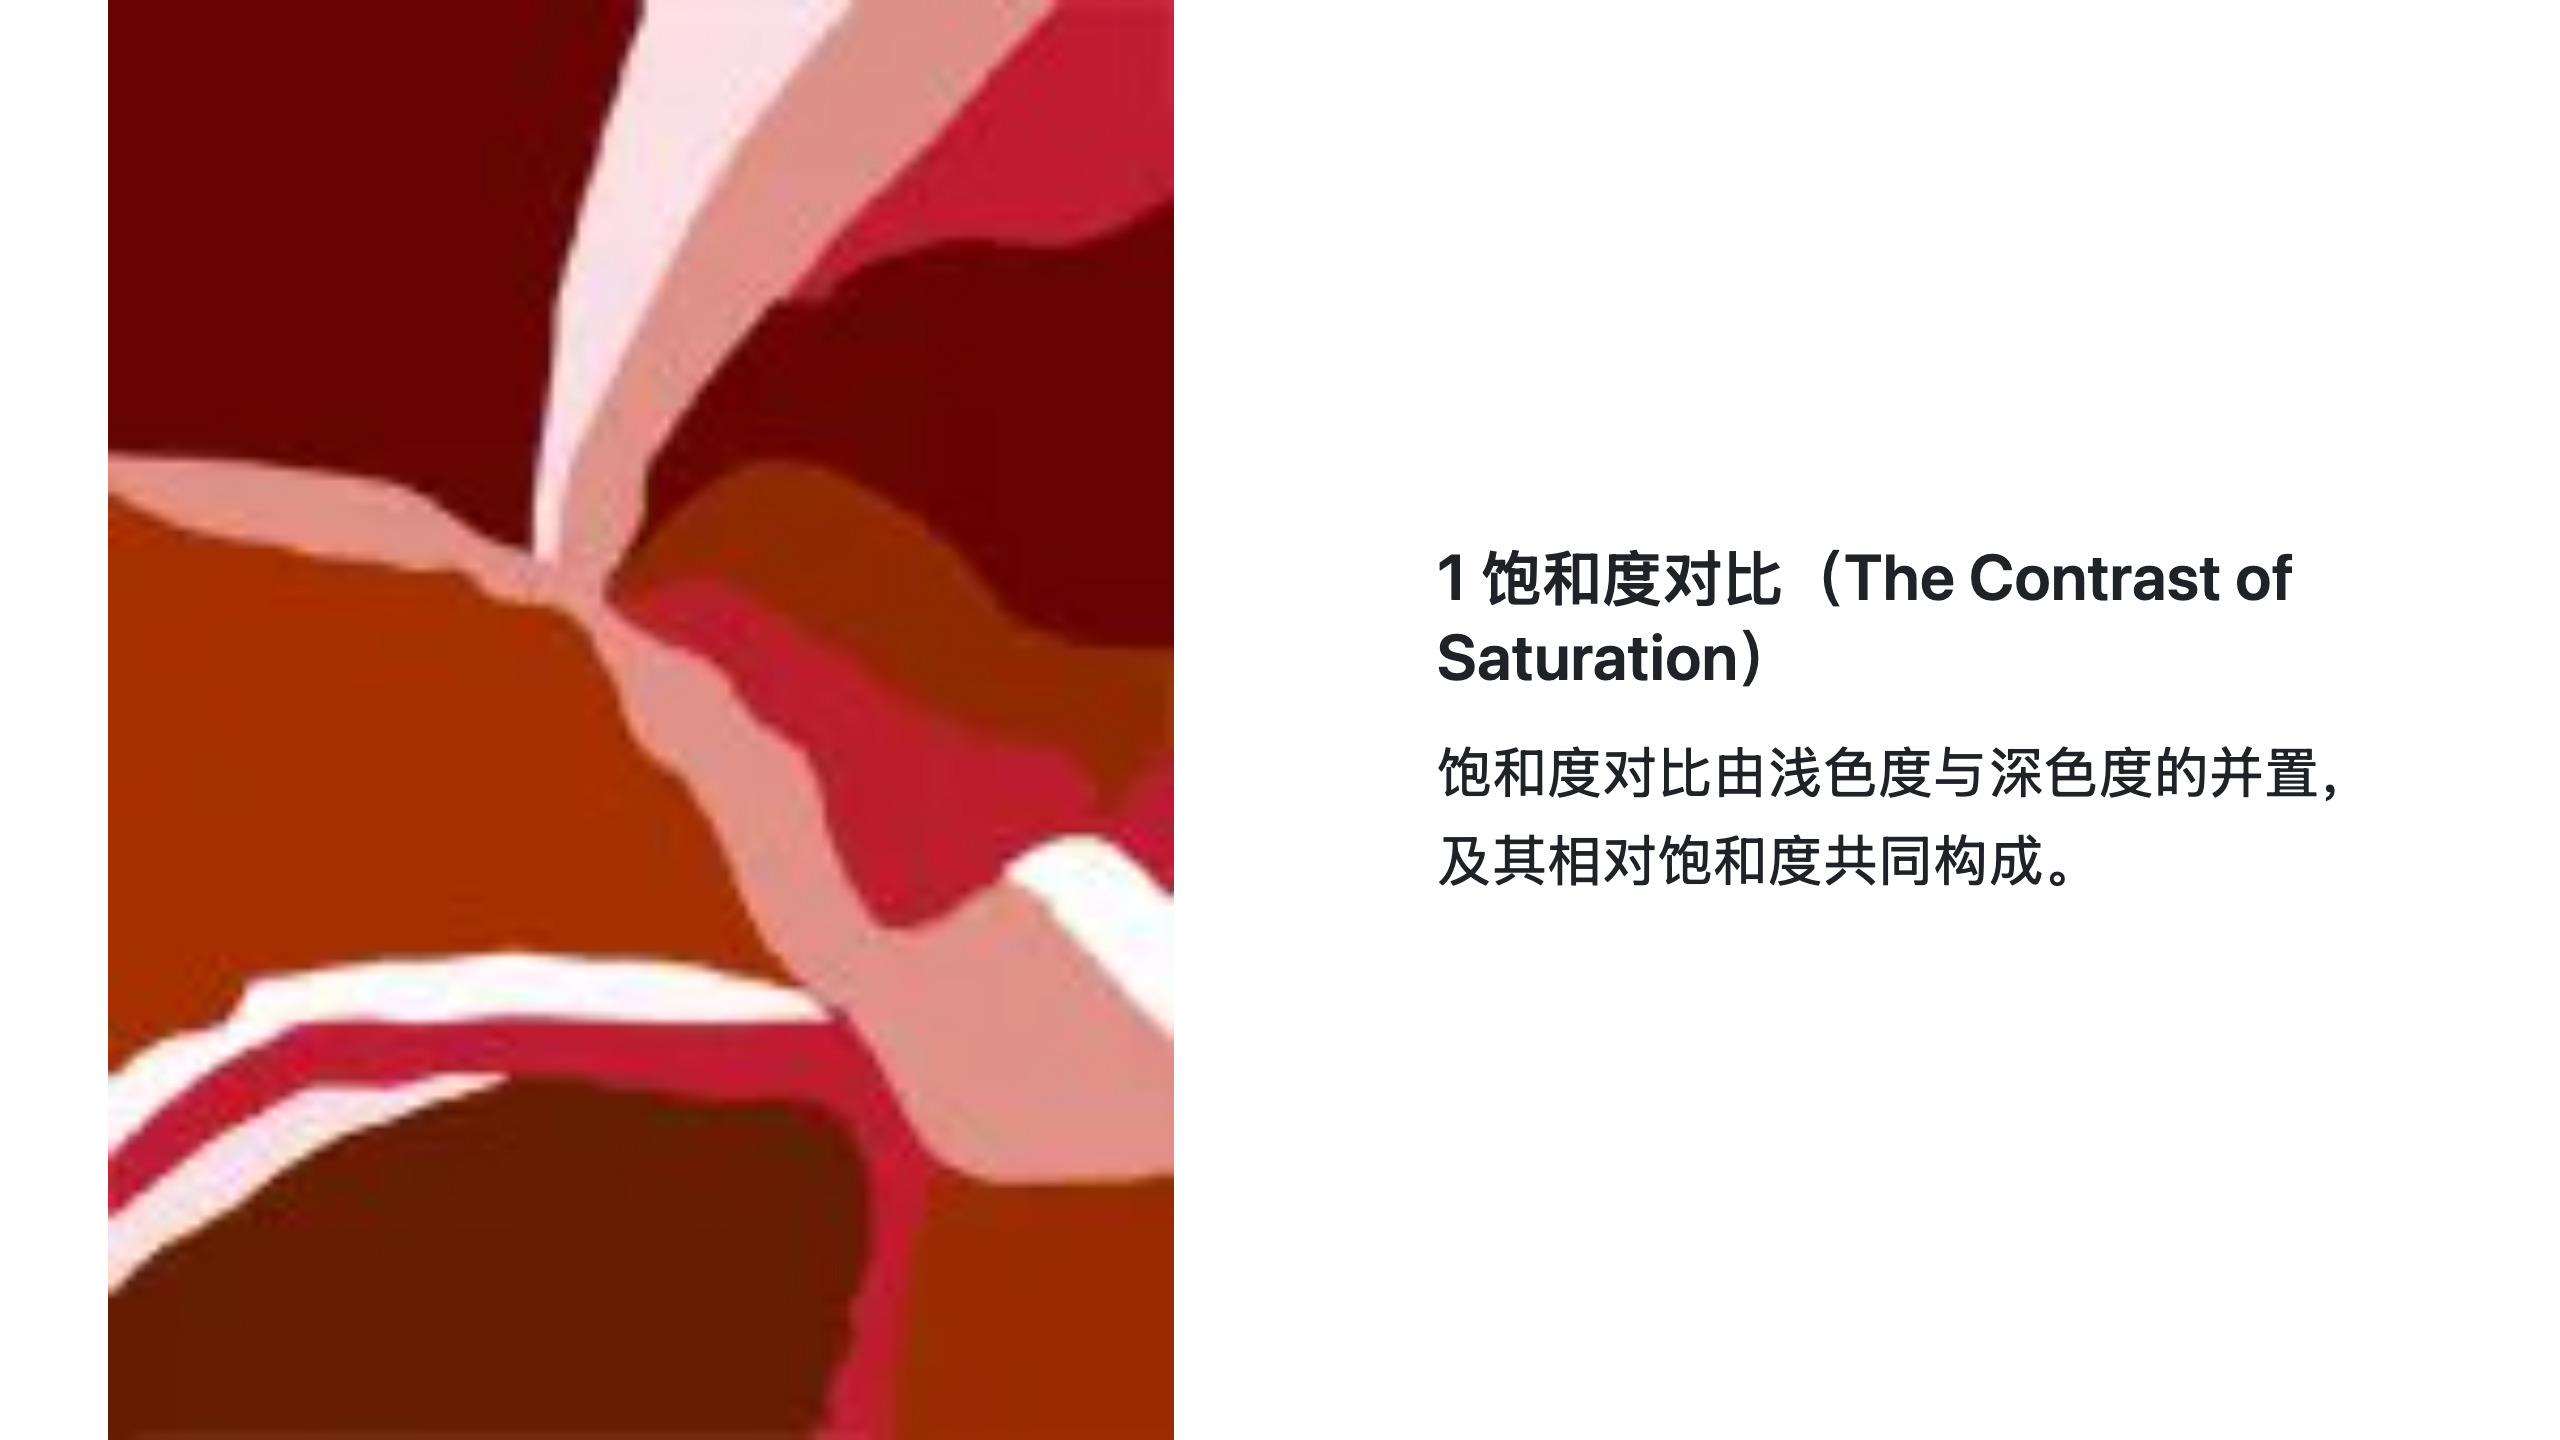 1 饱和度对比（The Contrast of
Saturation）
饱和度对比由浅色度与深色度的并置，
及其相对饱和度共同构成。